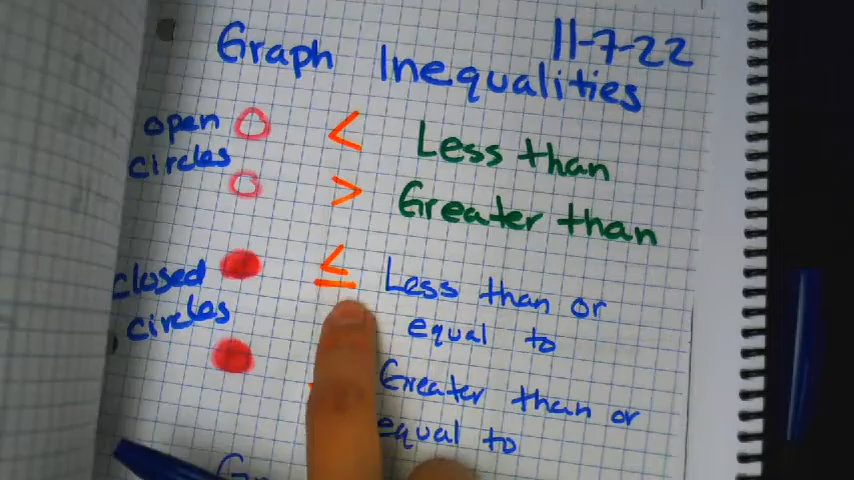 11-7-22
Graph Inequalities
open < Less than
circles
> Greater than
closed ≤ Less than or
circles equal to
Greater than or
equal to